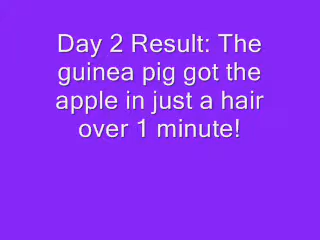 Day 2 Result: The
guinea pig got the
apple in just a hair
over 1 minute!